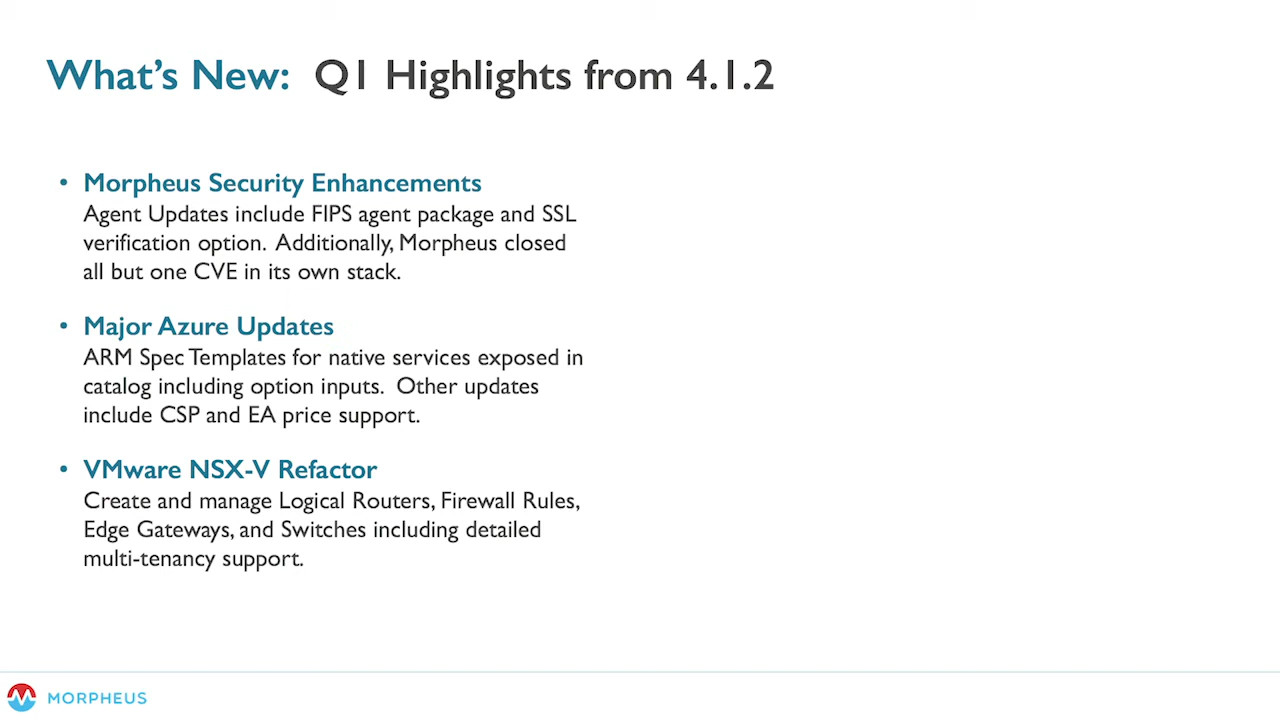 What's New: Q1 Highlights from 4.1.2
• Morpheus Security Enhancements
Agent Updates include FIPS agent package and SSL
verification option. Additionally, Morpheus closed
all but one CVE in its own stack.
• Major Azure Updates
ARM Spec Templates for native services exposed in
catalog including option inputs. Other updates
include CSP and EA price support.
• VMware NSX-V Refactor
Create and manage Logical Routers, Firewall Rules,
Edge Gateways, and Switches including detailed
multi-tenancy support.
MORPHEUS